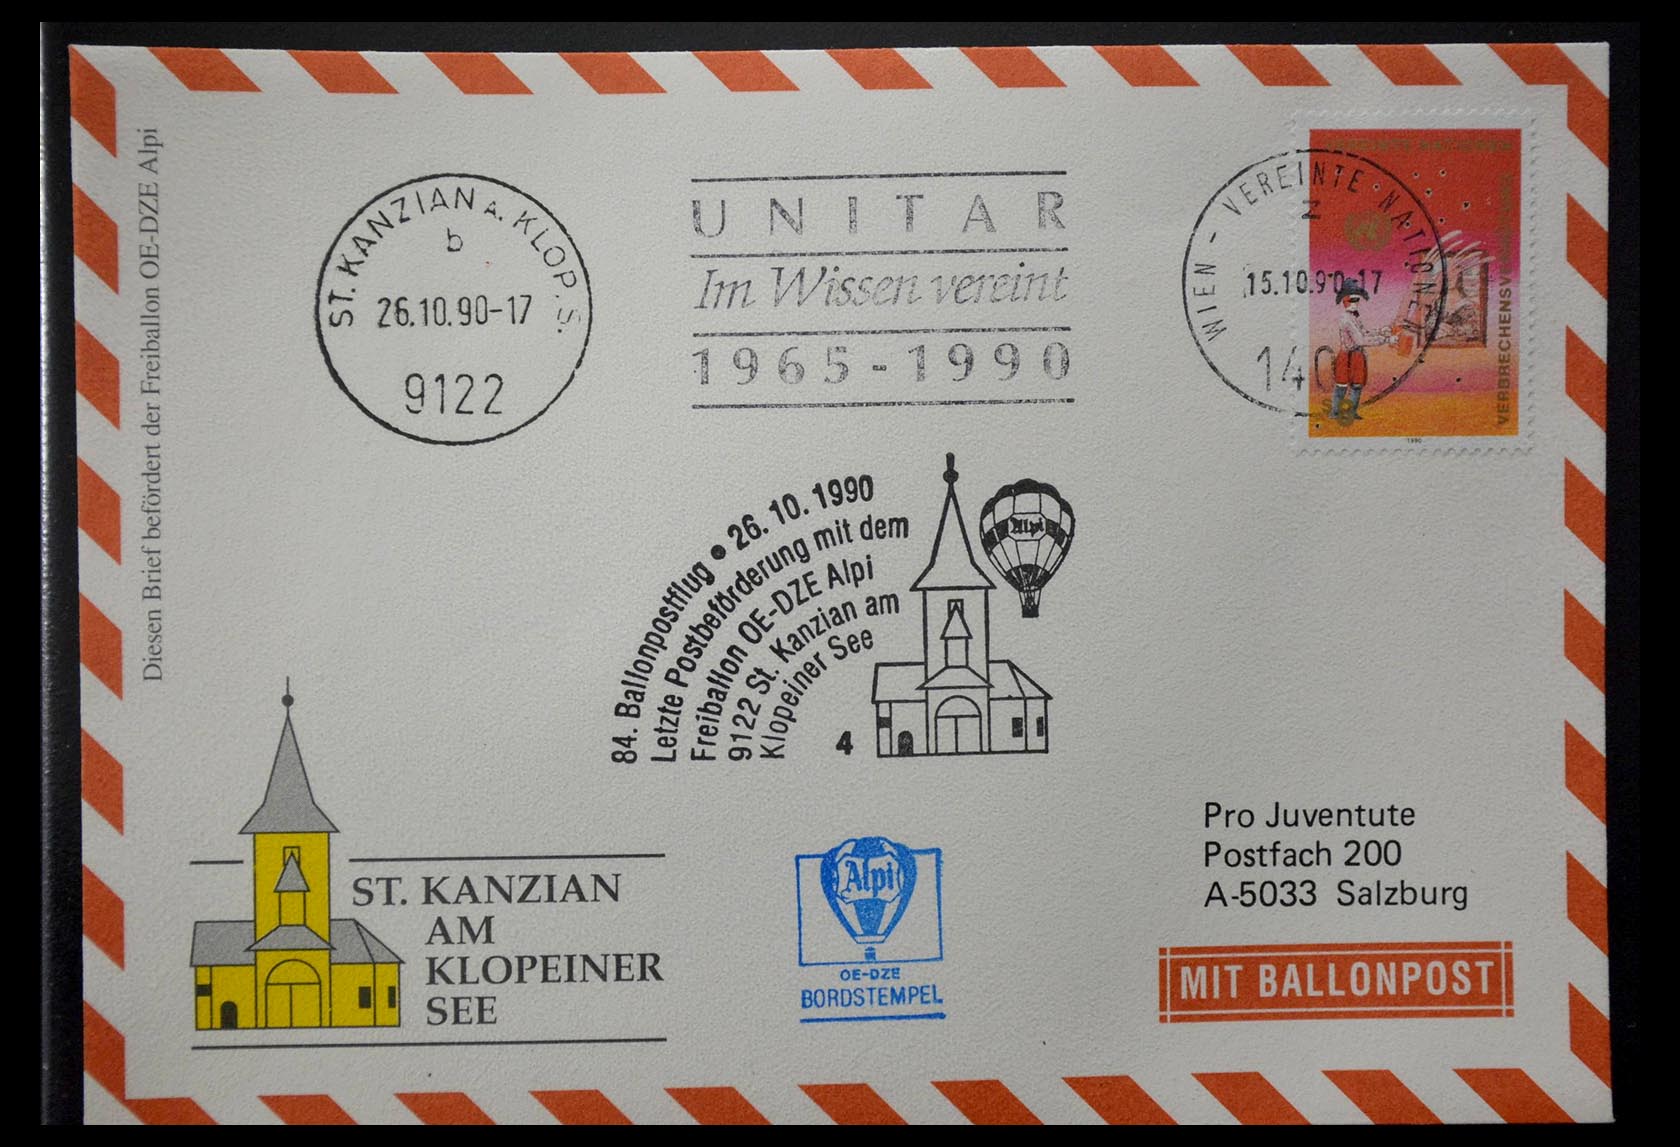 Diesen Brief befördert der Freiballon OE-DZE Alpi
ST. KANZIAN A. KLOP. S.
b
26.10.90-17
9122
UNITAR
Im Wissen vereint
1965-1990
WIEN - VEREINTE NATIONEN
Z
15.10.90-17
1400
VEREINTE NATIONEN
1990
84. Ballonpostflug • 26. 10. 1990
Letzte Postbeförderung mit dem
Freiballon OE-DZE Alpi
9122 St. Kanzian am
Klopeiner See
4
Alpi
ST. KANZIAN
AM
KLOPEINER
SEE
Alpi
OE-DZE
BORDSTEMPEL
Pro Juventute
Postfach 200
A-5033 Salzburg
MIT BALLONPOST